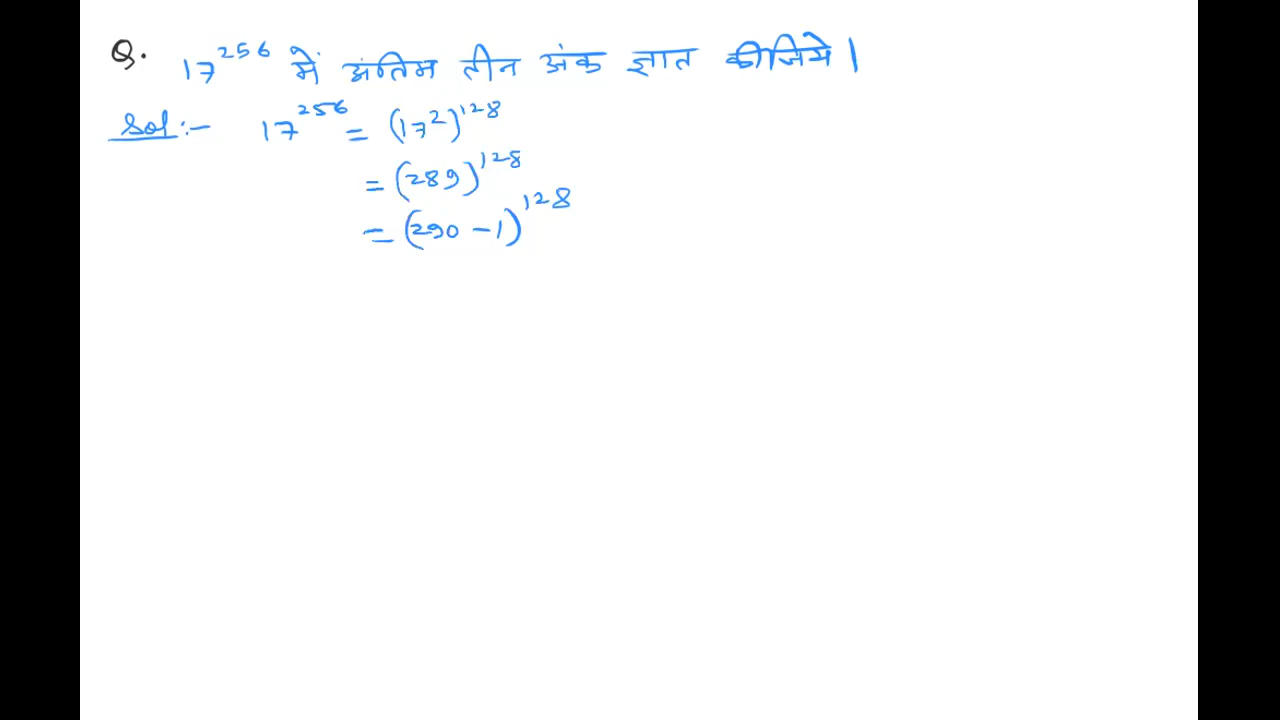 Q. 17^256 में अंतिम तीन अंक ज्ञात कीजिये।
Sol:- 17^256 = (17^2)^128
= (289)^128
= (290 - 1)^128